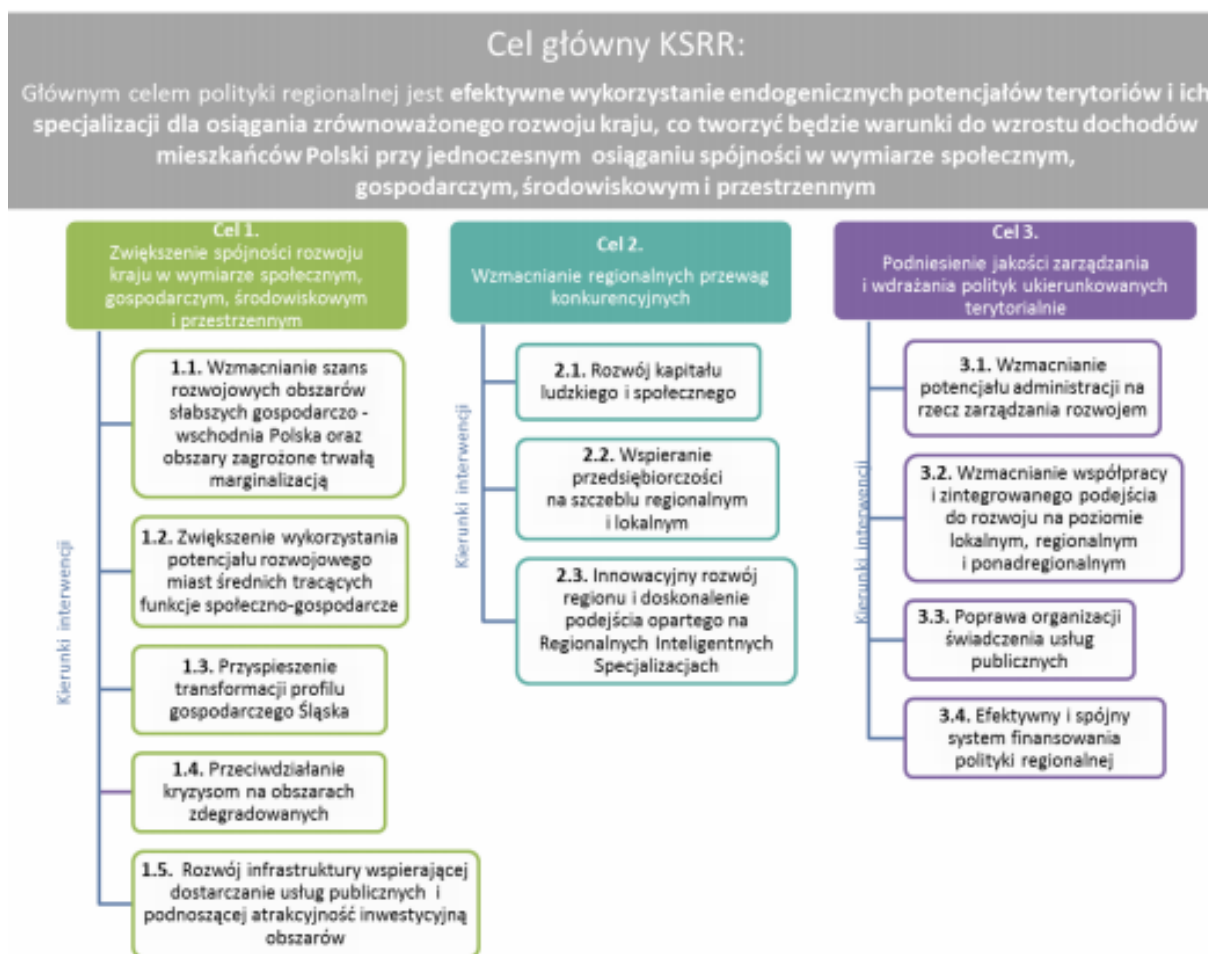 Cel główny KSRR:
Głównym celem polityki regionalnej jest efektywne wykorzystanie endogenicznych potencjałów terytoriów i ich
specjalizacji dla osiągania zrównoważonego rozwoju kraju, co tworzyć będzie warunki do wzrostu dochodów
mieszkańców Polski przy jednoczesnym osiąganiu spójności w wymiarze społecznym,
gospodarczym, środowiskowym i przestrzennym
Cel 1.
Zwiększenie spójności rozwoju
kraju w wymiarze społecznym,
gospodarczym, środowiskowym
i przestrzennym
Kierunki interwencji
1.1. Wzmacnianie szans
rozwojowych obszarów
słabszych gospodarczo -
wschodnia Polska oraz
obszary zagrożone trwałą
marginalizacją
1.2. Zwiększenie wykorzystania
potencjału rozwojowego
miast średnich tracących
funkcje społeczno-gospodarcze
1.3. Przyspieszenie
transformacji profilu
gospodarczego Śląska
1.4. Przeciwdziałanie
kryzysom na obszarach
zdegradowanych
1.5. Rozwój infrastruktury wspierającej
dostarczanie usług publicznych i
podnoszącej atrakcyjność inwestycyjną
obszarów
Cel 2.
Wzmacnianie regionalnych przewag
konkurencyjnych
Kierunki interwencji
2.1. Rozwój kapitału
ludzkiego i społecznego
2.2. Wspieranie
przedsiębiorczości
na szczeblu regionalnym
i lokalnym
2.3. Innowacyjny rozwój
regionu i doskonalenie
podejścia opartego na
Regionalnych Inteligentnych
Specjalizacjach
Cel 3.
Podniesienie jakości zarządzania
i wdrażania polityk ukierunkowanych
terytorialnie
Kierunki interwencji
3.1. Wzmacnianie
potencjału administracji na
rzecz zarządzania rozwojem
3.2. Wzmacnianie współpracy
i zintegrowanego podejścia
do rozwoju na poziomie
lokalnym, regionalnym
i ponadregionalnym
3.3. Poprawa organizacji
świadczenia usług
publicznych
3.4. Efektywny i spójny
system finansowania
polityki regionalnej